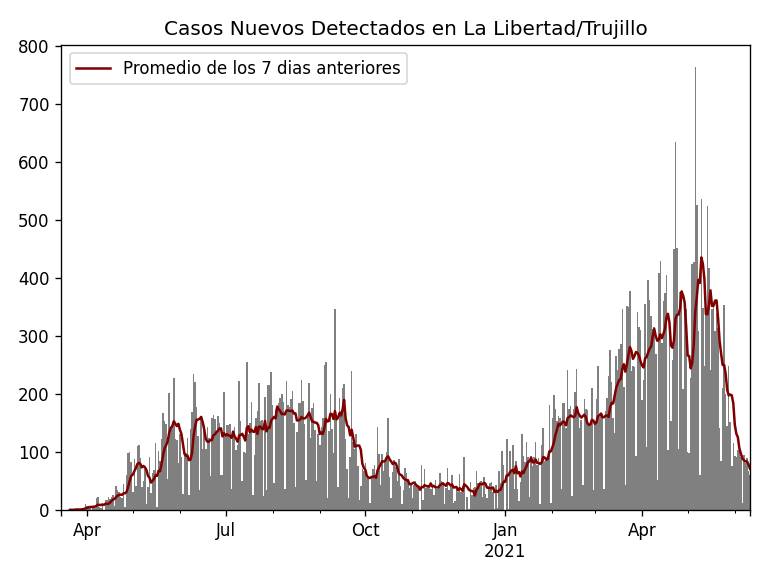 Casos Nuevos Detectados en La Libertad/Trujillo
Promedio de los 7 dias anteriores
800
700
600
500
400
300
200
100
0
Apr
Jul
Oct
Jan
2021
Apr